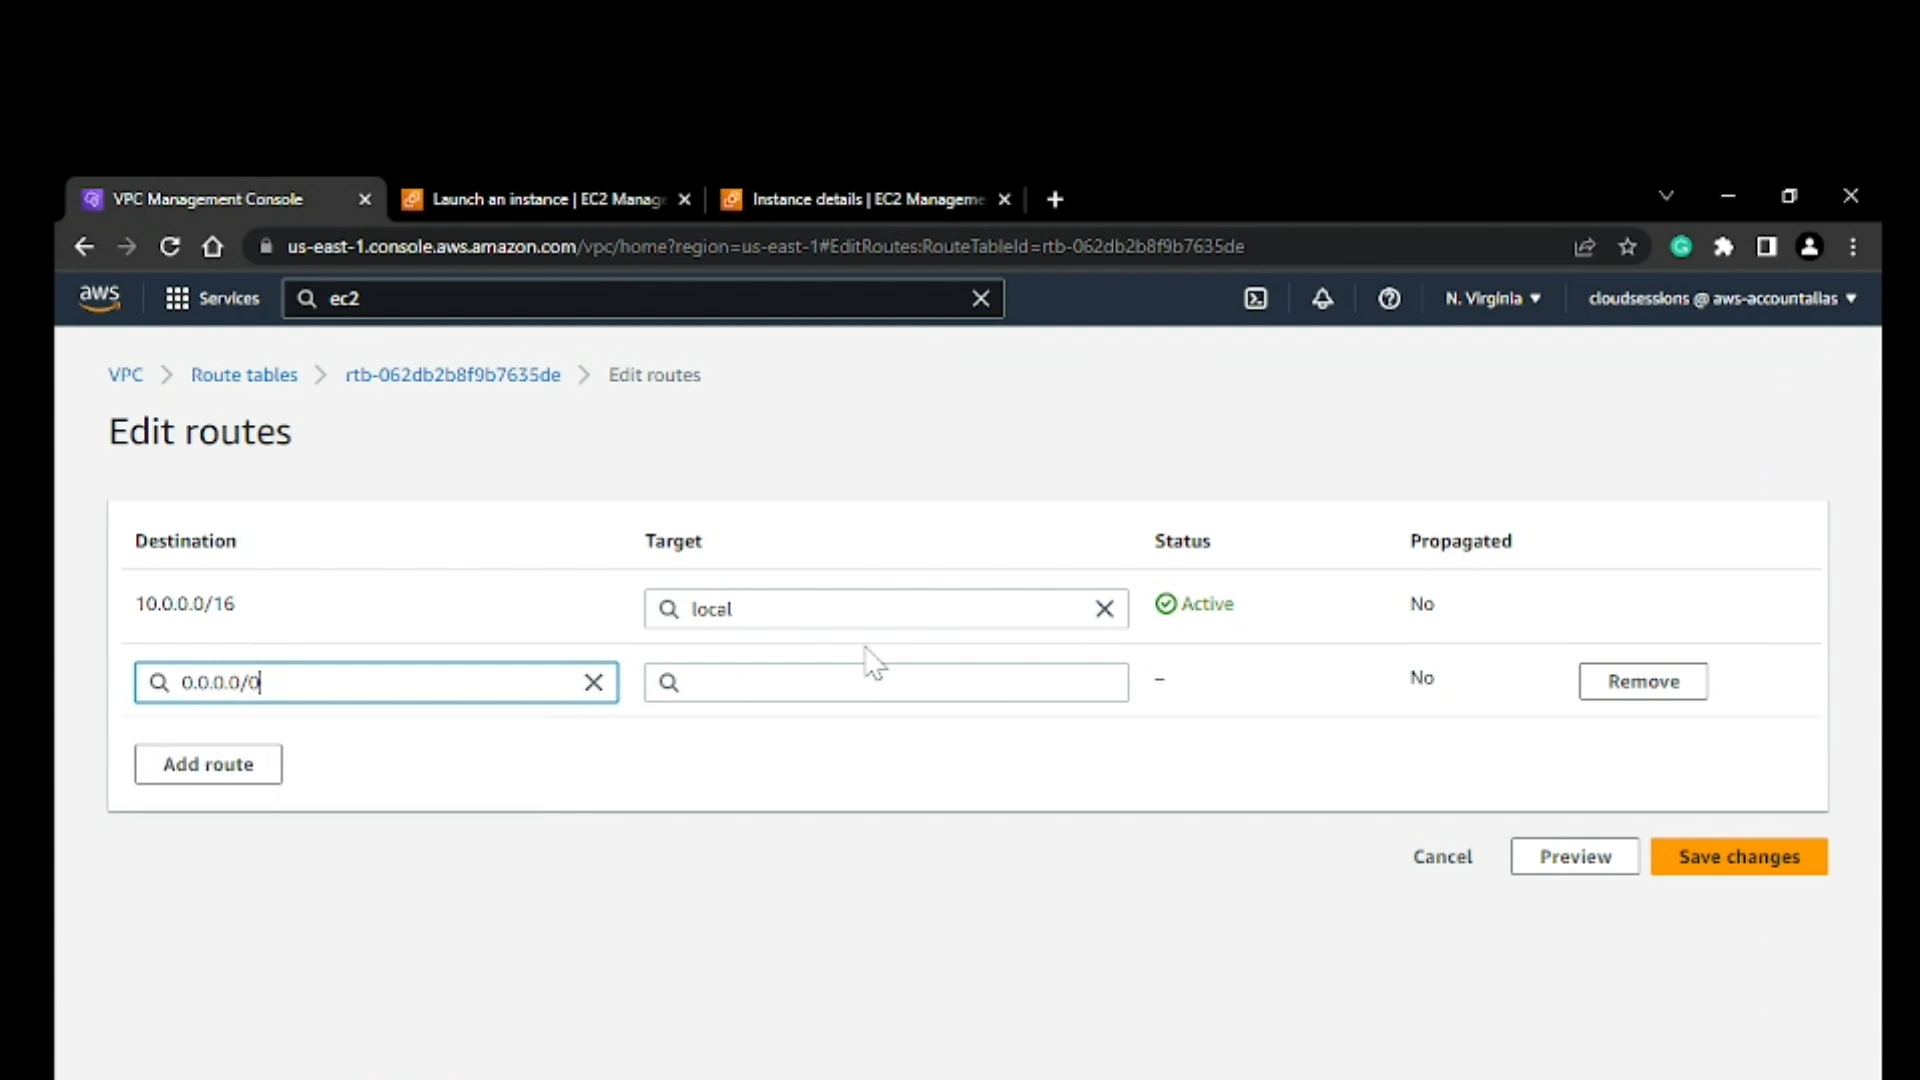 VPC Management Console
Launch an instance | EC2 Manag
Instance details | EC2 Manageme
us-east-1.console.aws.amazon.com/vpc/home?region=us-east-1#EditRoutes:RouteTableId=rtb-062db2b8f9b7635de
aws
Services
ec2
N. Virginia
cloudsessions @ aws-accountallas
VPC
Route tables
rtb-062db2b8f9b7635de
Edit routes
Edit routes
Destination Target Status Propagated
10.0.0.0/16 local Active No
0.0.0.0/0 – No Remove
Add route
Cancel Preview Save changes